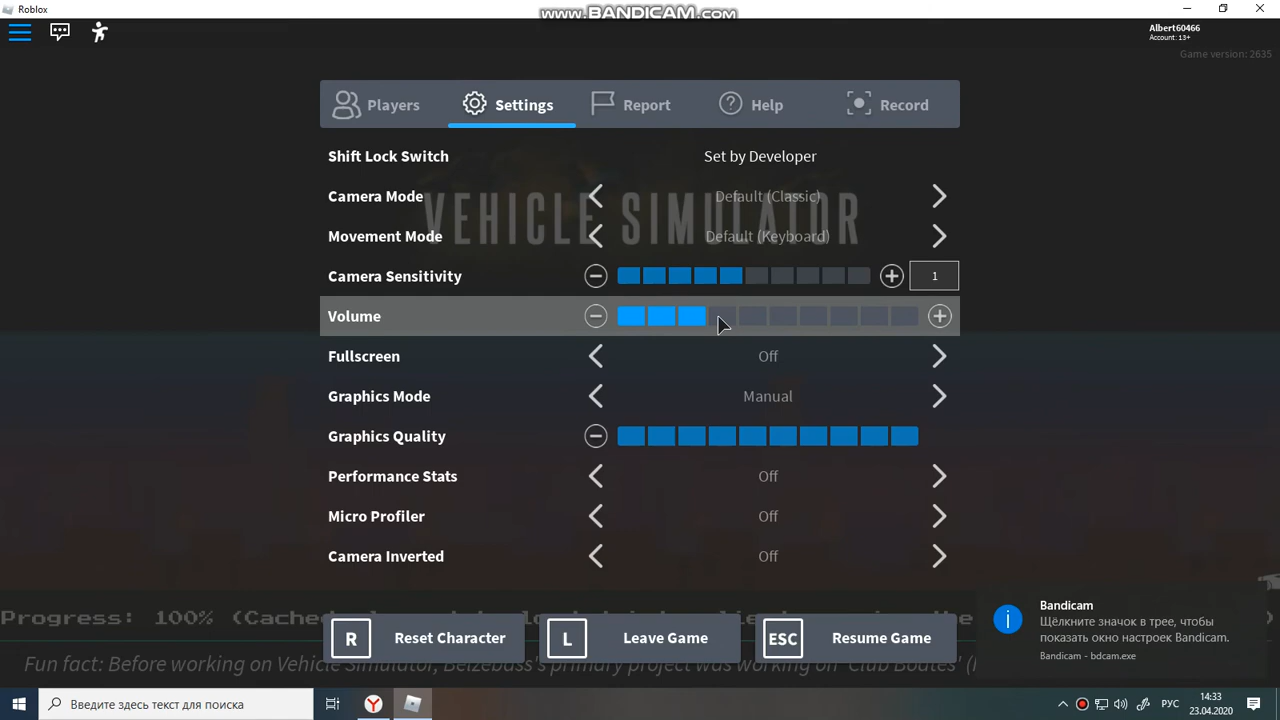 Roblox
www.BANDICAM.com
Albert60466
Account: 13+
Game version: 2635
Players
Settings
Report
Help
Record
Shift Lock Switch
Set by Developer
Camera Mode
Default (Classic)
VEHICLE SIMULATOR
Movement Mode
Default (Keyboard)
Camera Sensitivity
1
Volume
Fullscreen
Off
Graphics Mode
Manual
Graphics Quality
Performance Stats
Off
Micro Profiler
Off
Camera Inverted
Off
Progress: 100% (Cached
R Reset Character
L Leave Game
ESC Resume Game
Fun fact: Before working on Vehicle Simulator, Belzebass's primary project was working on 'Club Boates' (
Bandicam
Щёлкните значок в трее, чтобы
показать окно настроек Bandicam.
Bandicam - bdcam.exe
Введите здесь текст для поиска
РУС
14:33
23.04.2020